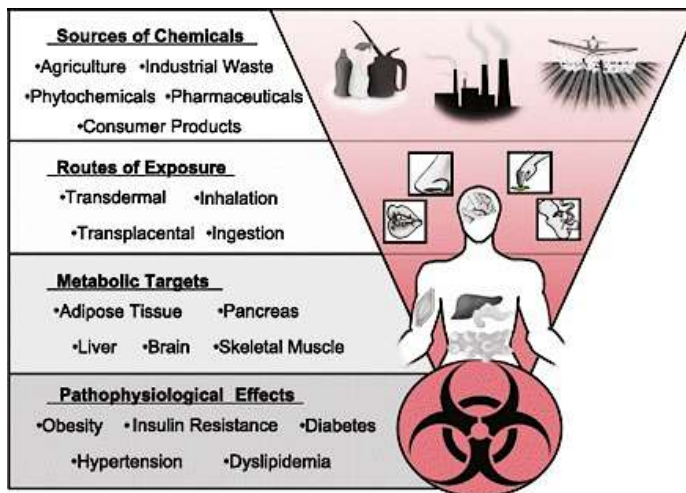 Sources of Chemicals
•Agriculture •Industrial Waste
•Phytochemicals •Pharmaceuticals
•Consumer Products
Routes of Exposure
•Transdermal •Inhalation
•Transplacental •Ingestion
Metabolic Targets
•Adipose Tissue •Pancreas
•Liver •Brain •Skeletal Muscle
Pathophysiological Effects
•Obesity •Insulin Resistance •Diabetes
•Hypertension •Dyslipidemia